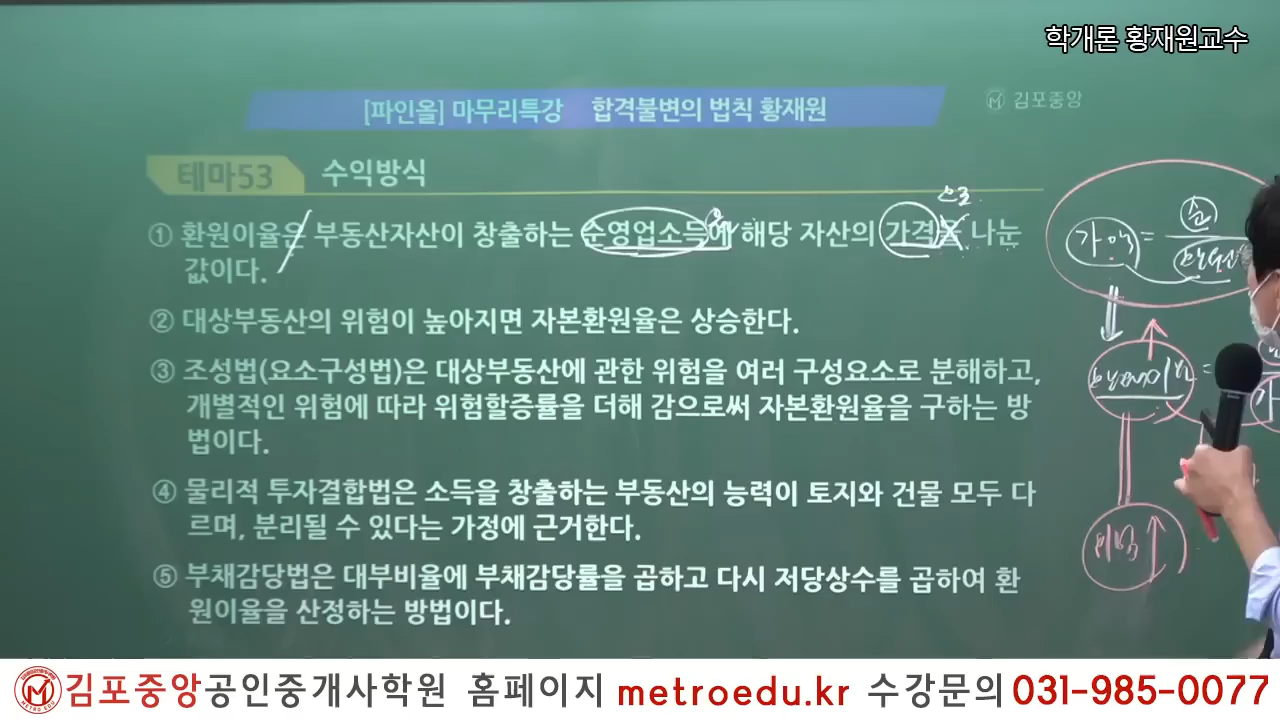 학개론 황재원교수
[파인올] 마무리특강 합격불변의 법칙 황재원
김포중앙
테마53 수익방식
① 환원이율은 부동산자산이 창출하는 순영업소득에 해당 자산의 가격을 나눈
값이다.
② 대상부동산의 위험이 높아지면 자본환원율은 상승한다.
③ 조성법(요소구성법)은 대상부동산에 관한 위험을 여러 구성요소로 분해하고,
개별적인 위험에 따라 위험할증률을 더해 감으로써 자본환원율을 구하는 방
법이다.
④ 물리적 투자결합법은 소득을 창출하는 부동산의 능력이 토지와 건물 모두 다
르며, 분리될 수 있다는 가정에 근거한다.
⑤ 부채감당법은 대부비율에 부채감당률을 곱하고 다시 저당상수를 곱하여 환
원이율을 산정하는 방법이다.
으로
을
가액 =
순
환원
위험
METRO EDU
김포중앙공인중개사학원 홈페이지 metroedu.kr 수강문의 031-985-0077